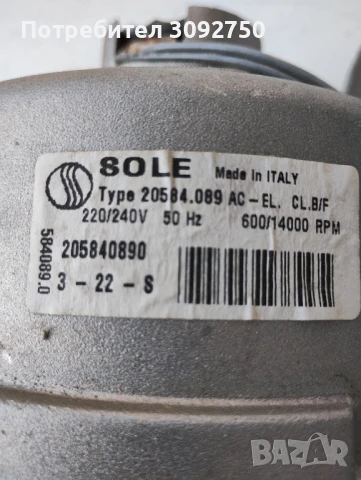 Потребител 3092750
SOLE Made in ITALY
Type 20584.089 AC-EL. CL.B/F
220/240V 50 Hz 600/14000 RPM
584089.0
205840890
3 - 22 - S
BAZAR